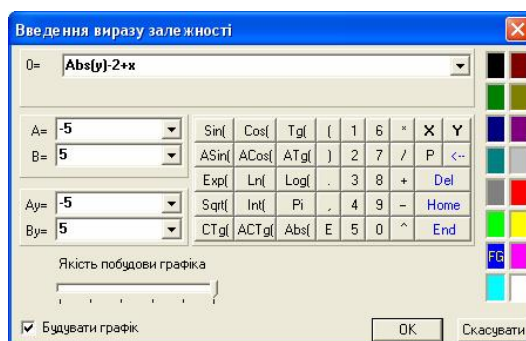 Введення виразу залежності
0= Abs(y)-2+x
A= -5
B= 5
Ay= -5
By= 5
Sin( Cos( Tg( ( 1 6 * X Y
ASin( ACos( ATg( ) 2 7 / P <--
Exp( Ln( Log( . 3 8 + Del
Sqrt( Int( Pi , 4 9 - Home
CTg( ACTg( Abs( E 5 0 ^ End
FG
Якість побудови графіка
Будувати графік
OK
Скасувати